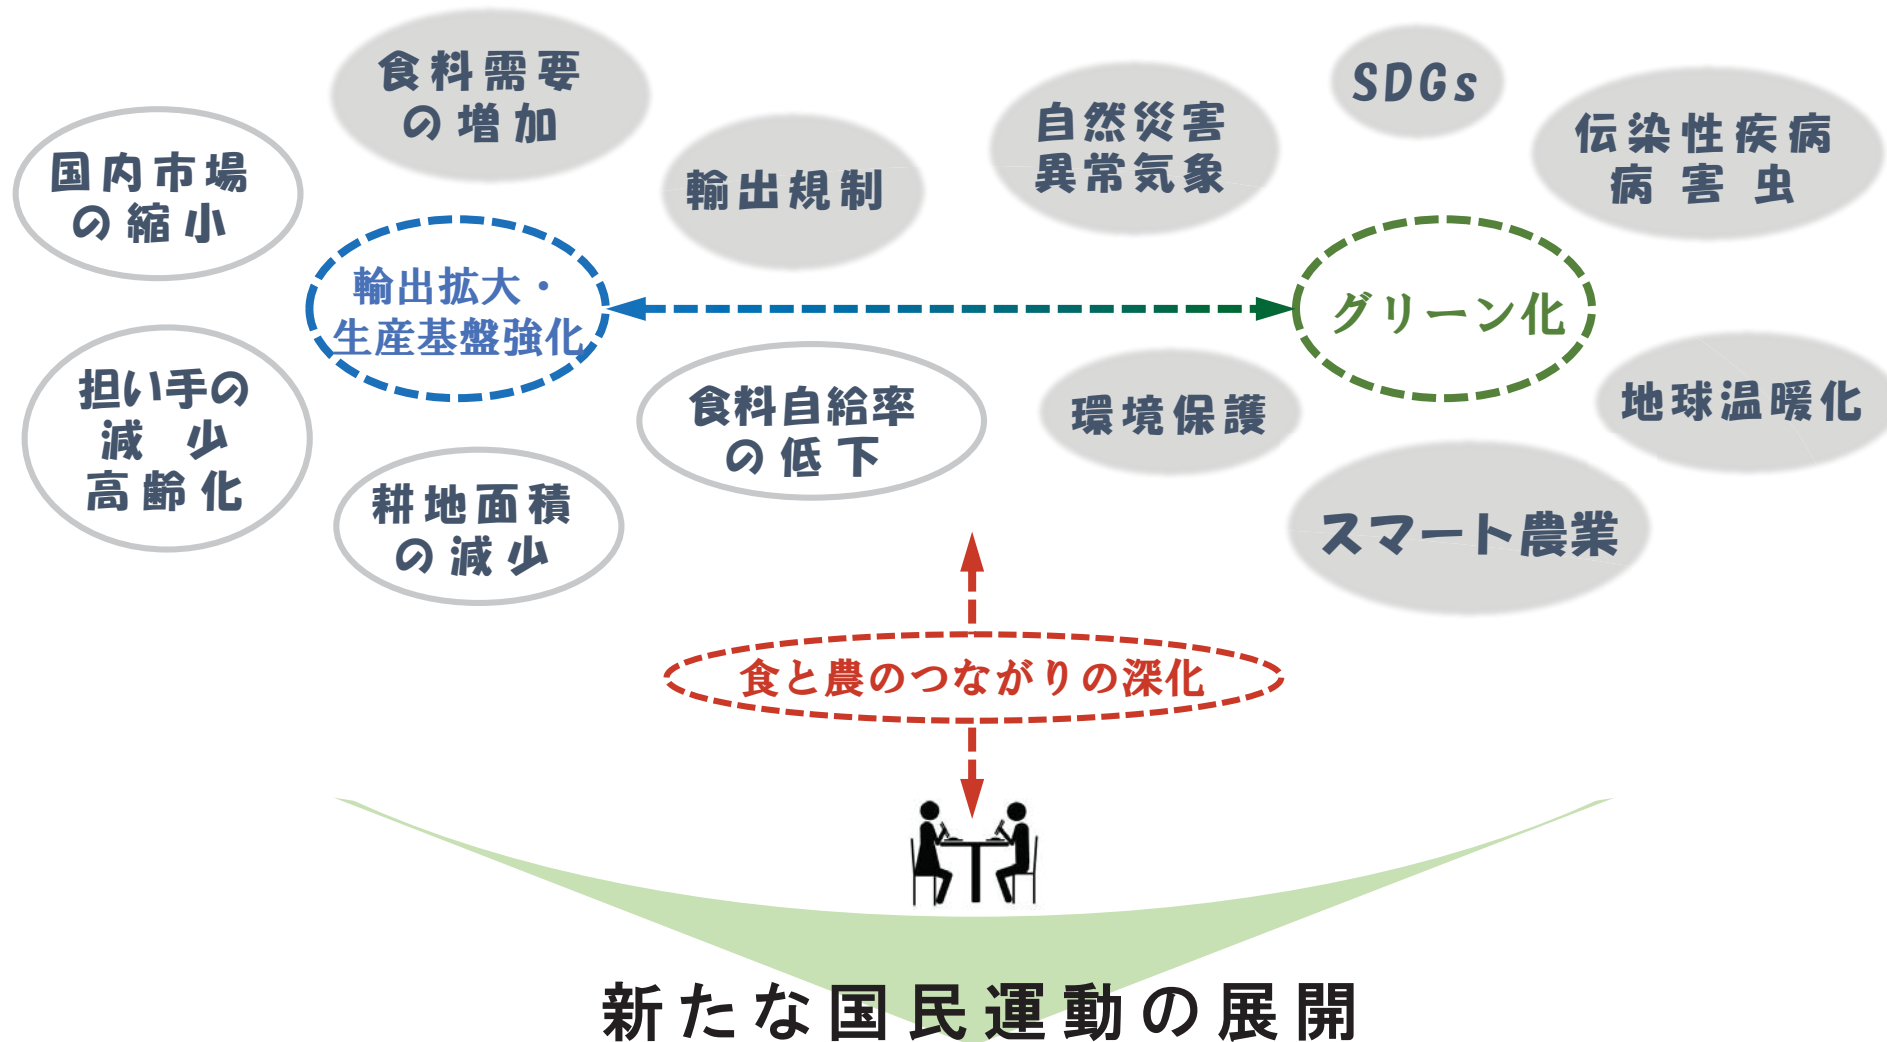 食料需要
の増加
SDGs
国内市場
の縮小
輸出規制
自然災害
異常気象
伝染性疾病
病害虫
輸出拡大・
生産基盤強化
グリーン化
担い手の
減少
高齢化
食料自給率
の低下
環境保護
地球温暖化
耕地面積
の減少
スマート農業
食と農のつながりの深化
新たな国民運動の展開